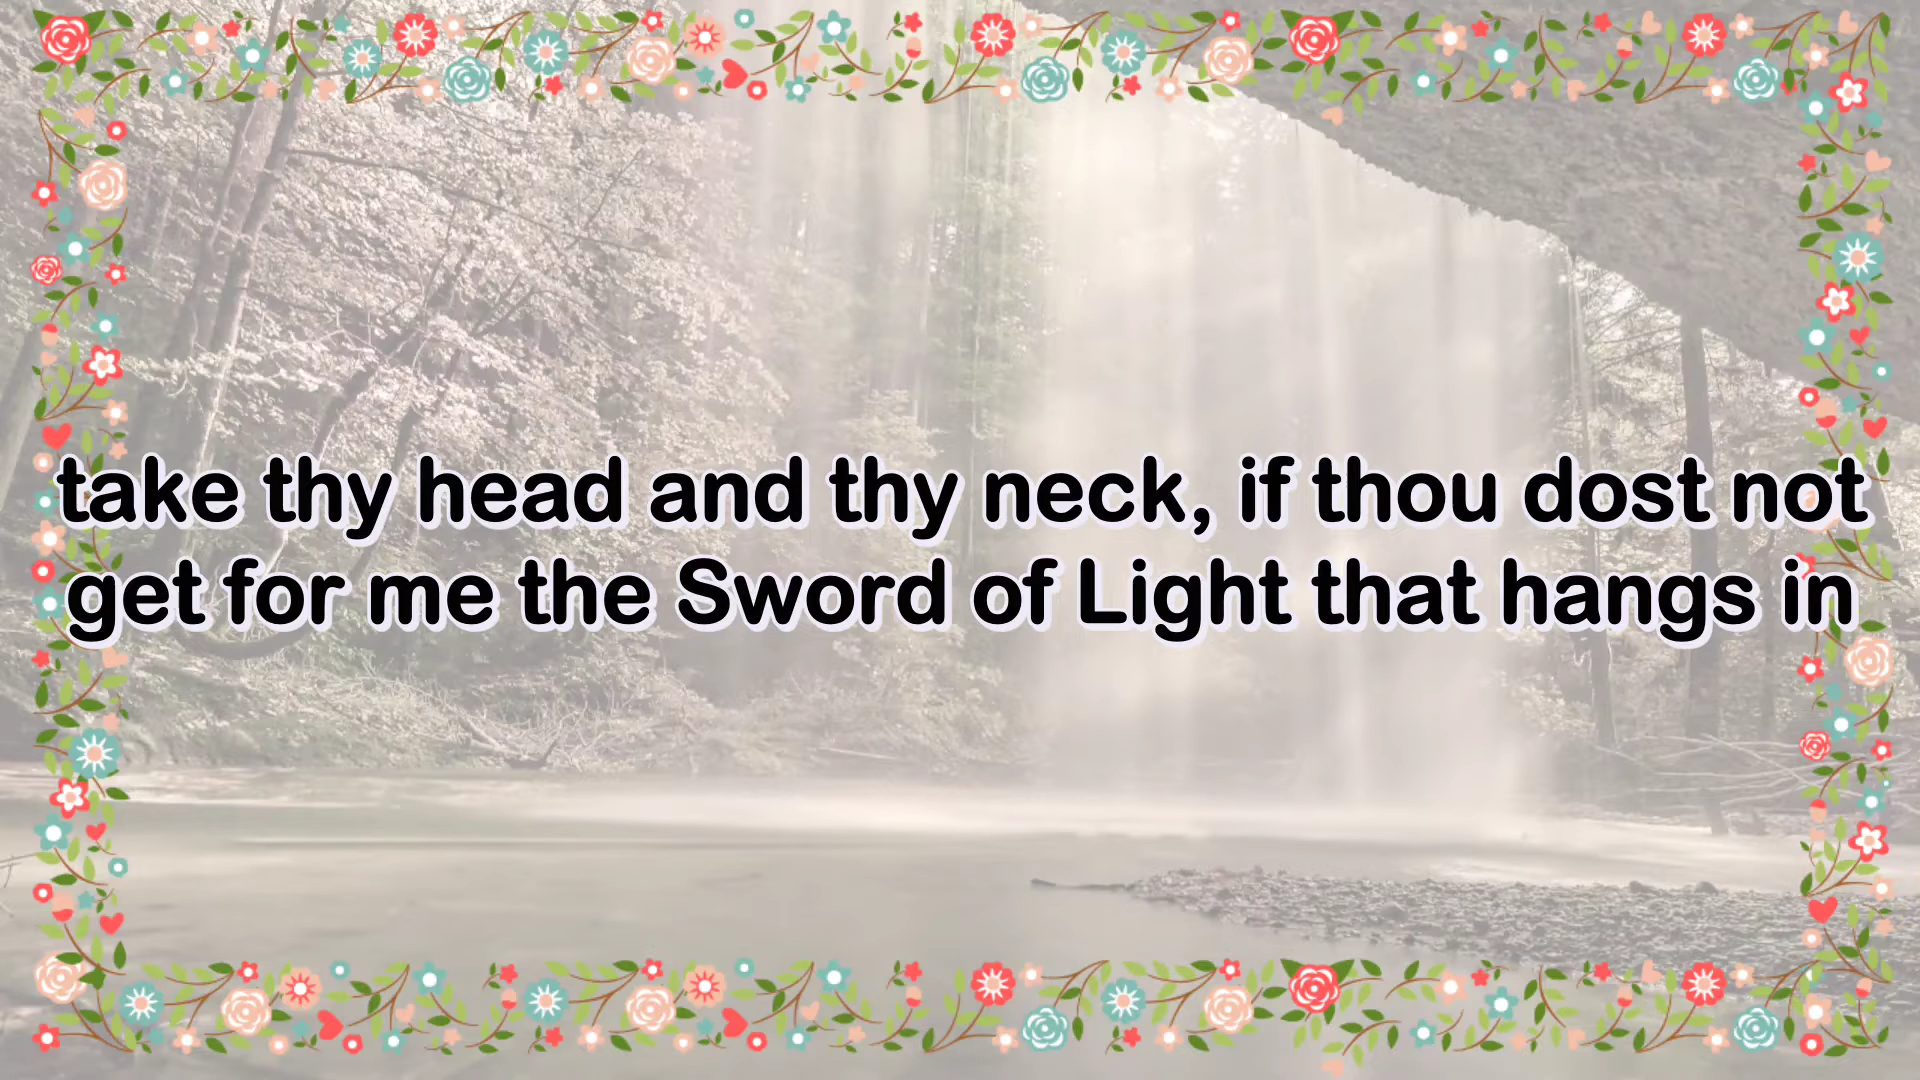 take thy head and thy neck, if thou dost not
get for me the Sword of Light that hangs in